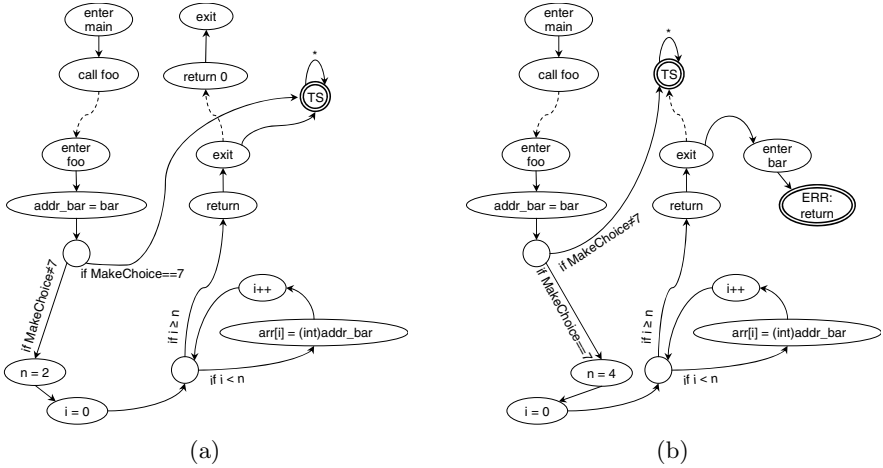 enter
main
call foo
enter
foo
addr_bar = bar
if MakeChoice≠7
if MakeChoice==7
n = 2
i = 0
exit
return 0
*
TS
exit
return
if i ≥ n
i++
arr[i] = (int)addr_bar
if i < n
(a)
enter
main
call foo
enter
foo
addr_bar = bar
if MakeChoice≠7
if MakeChoice==7
n = 4
i = 0
*
TS
exit
enter
bar
ERR:
return
return
if i ≥ n
i++
arr[i] = (int)addr_bar
if i < n
(b)